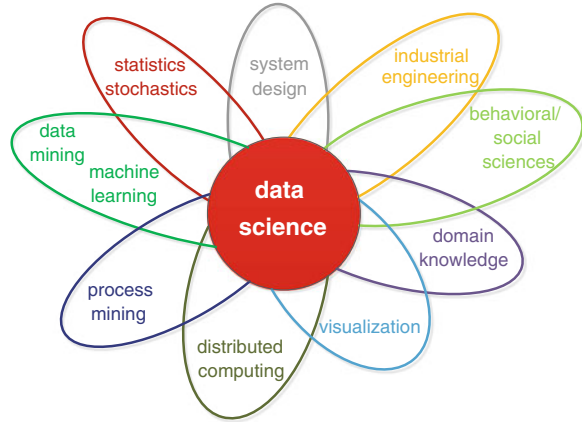 statistics
stochastics
system
design
industrial
engineering
behavioral/
social
sciences
data
mining
machine
learning
data
science
domain
knowledge
process
mining
visualization
distributed
computing